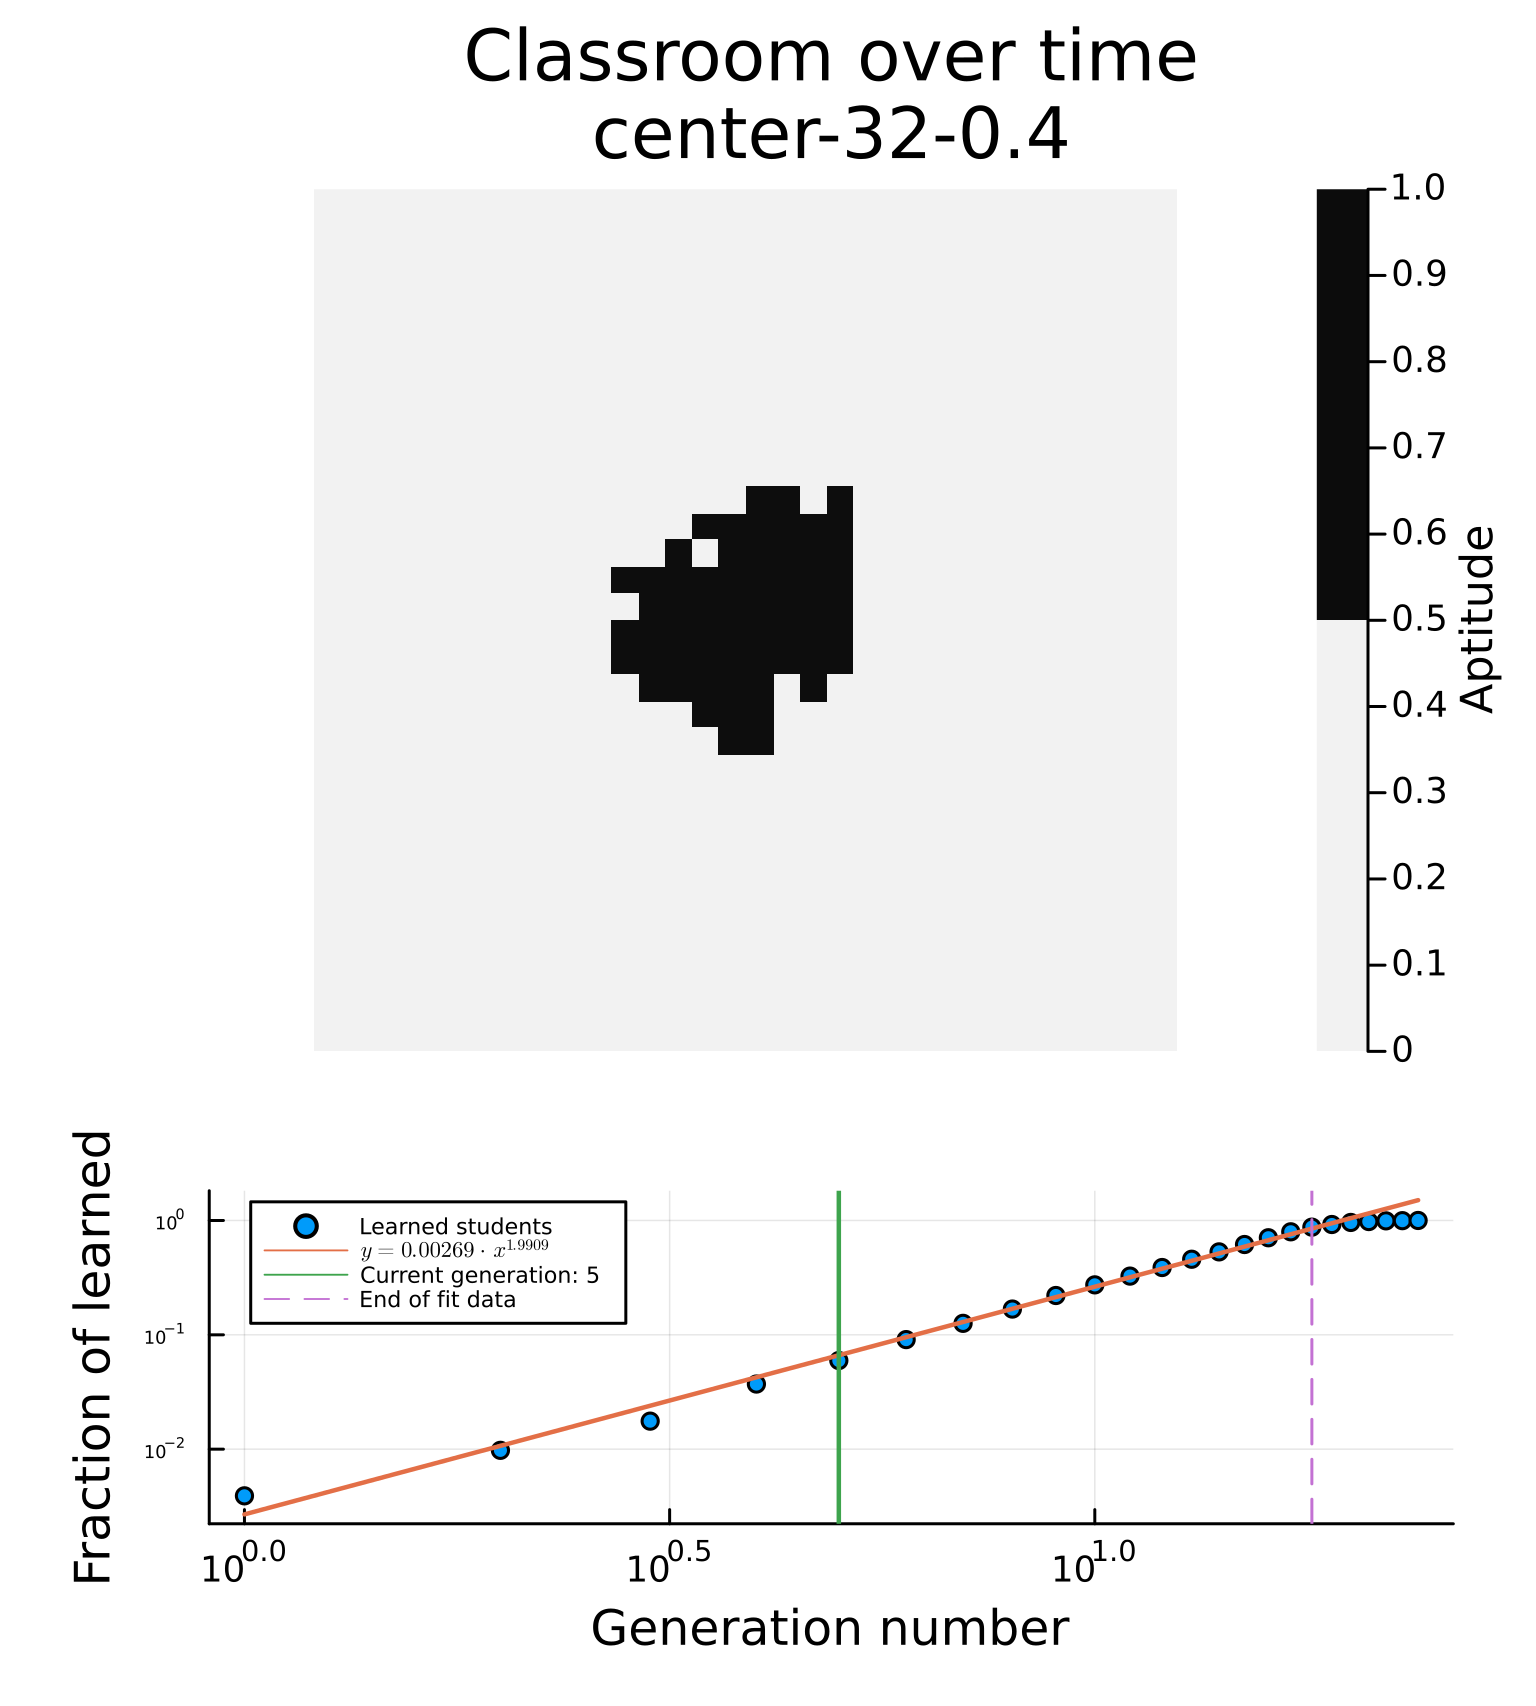 Classroom over time
center-32-0.4
1.0
0.9
0.8
0.7
0.6
0.5
0.4
0.3
0.2
0.1
0
Aptitude
Fraction of learned
10^0
10^−1
10^−2
Learned students
y = 0.00269 · x^1.9909
Current generation: 5
End of fit data
10^0.0
10^0.5
10^1.0
Generation number